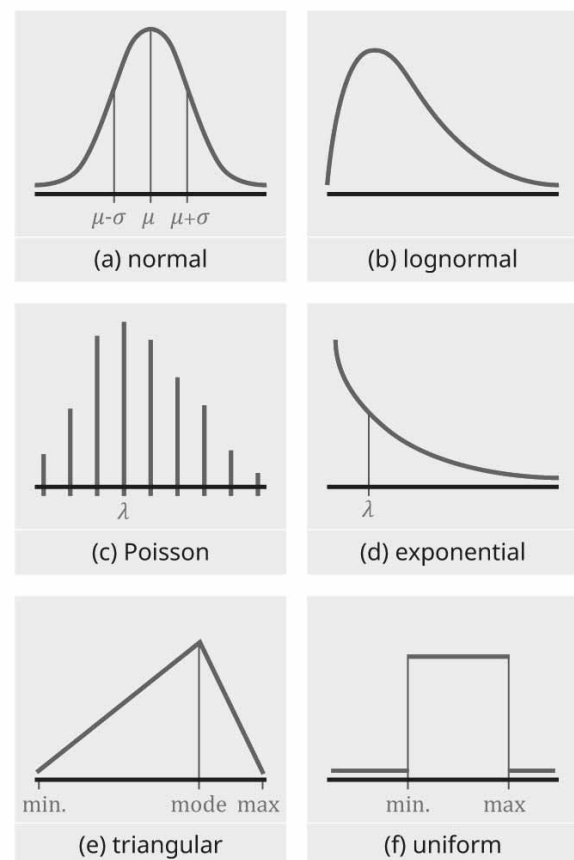 μ-σ μ μ+σ
(a) normal
(b) lognormal
λ
(c) Poisson
λ
(d) exponential
min. mode max
(e) triangular
min. max
(f) uniform